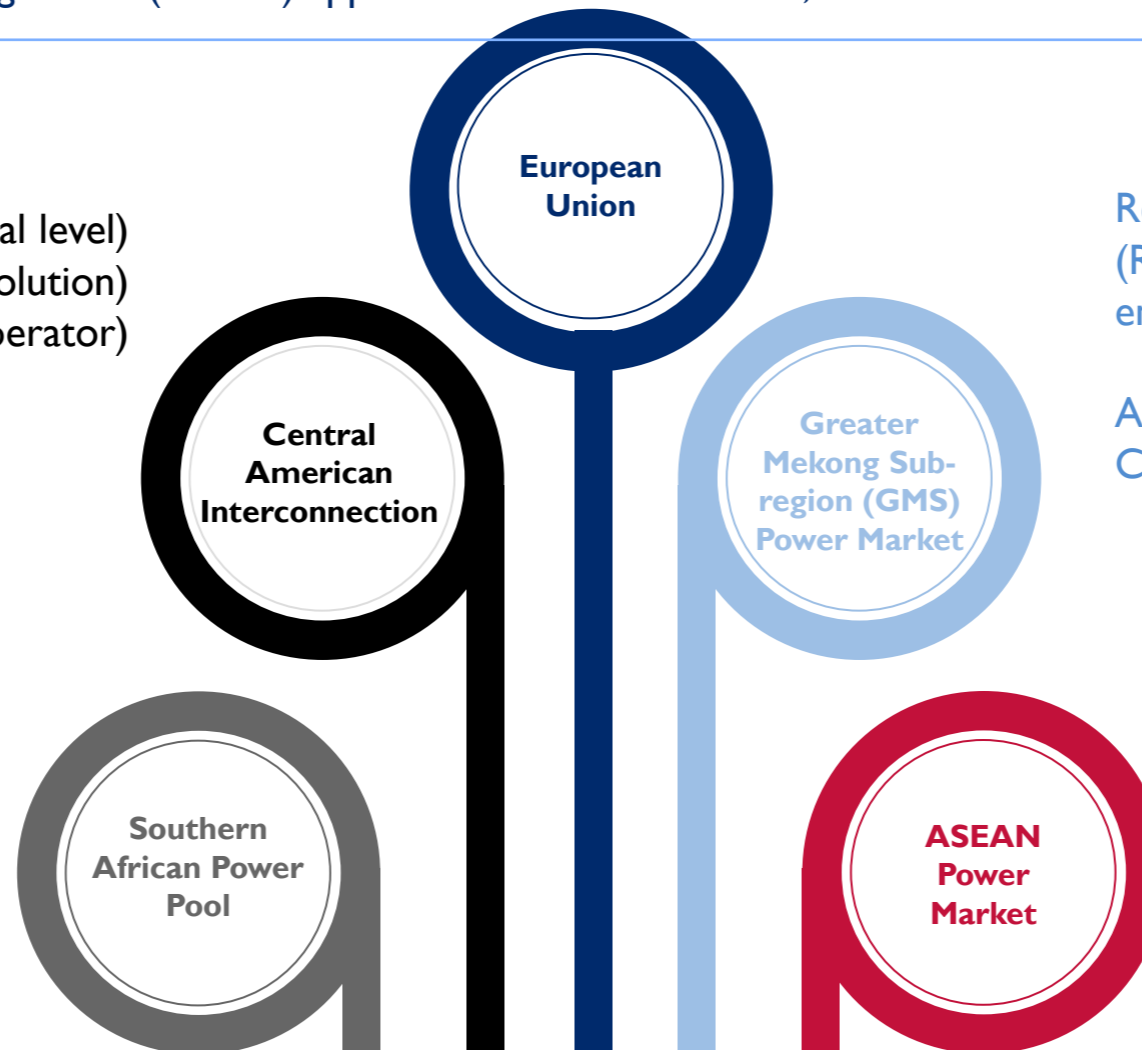 European
Union
al level)
olution)
perator)
Central
American
Interconnection
Greater
Mekong Sub-
region (GMS)
Power Market
Southern
African Power
Pool
ASEAN
Power
Market